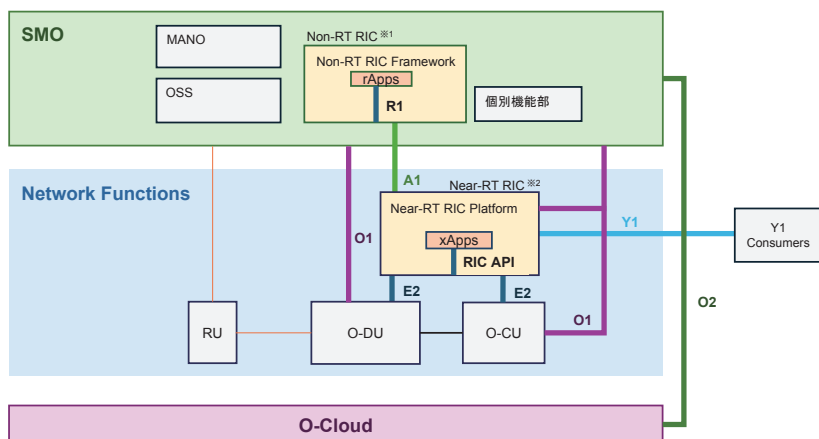 SMO
MANO
OSS
Non-RT RIC ※1
Non-RT RIC Framework
rApps
R1
個別機能部
A1
Network Functions
Near-RT RIC ※2
Near-RT RIC Platform
xApps
RIC API
O1
Y1
Y1
Consumers
E2
E2
O2
RU
O-DU
O-CU
O1
O-Cloud